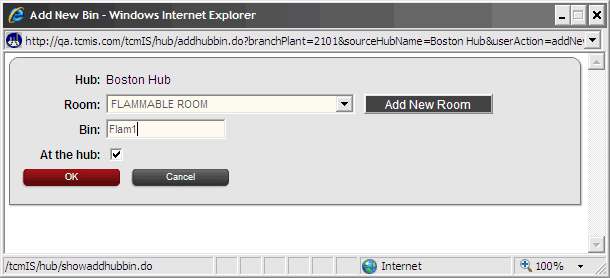 Add New Bin - Windows Internet Explorer
http://qa.tcmis.com/tcmIS/hub/addhubbin.do?branchPlant=2101&sourceHubName=Boston Hub&userAction=addNe
Hub: Boston Hub
Room: FLAMMABLE ROOM Add New Room
Bin: Flam1
At the hub:
OK Cancel
/tcmIS/hub/showaddhubbin.do Internet 100%